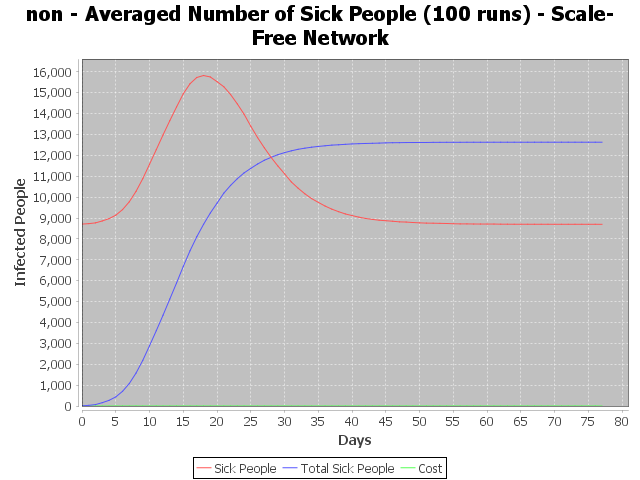 non - Averaged Number of Sick People (100 runs) - Scale-
Free Network
Infected People
16,000
15,000
14,000
13,000
12,000
11,000
10,000
9,000
8,000
7,000
6,000
5,000
4,000
3,000
2,000
1,000
0
0 5 10 15 20 25 30 35 40 45 50 55 60 65 70 75 80
Days
Sick People Total Sick People Cost